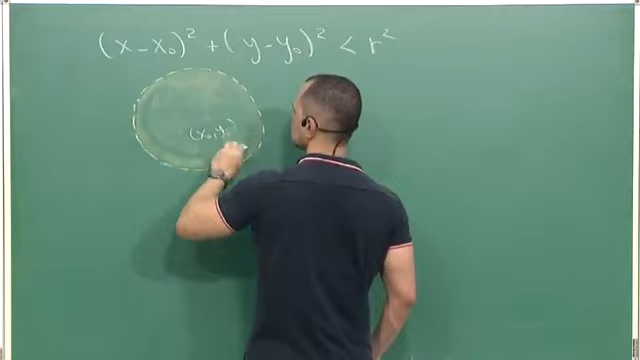 (x - x₀)² + (y - y₀)² < r²
(x₀, y₀)